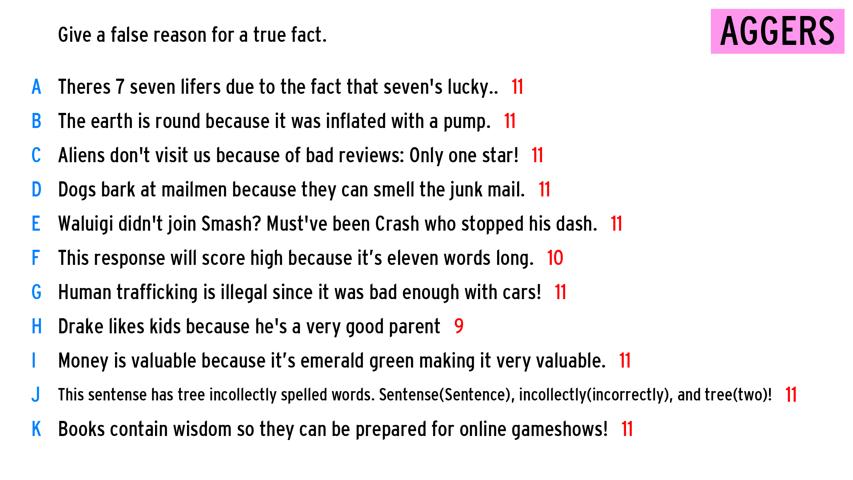 Give a false reason for a true fact.
AGGERS
A Theres 7 seven lifers due to the fact that seven's lucky.. 11
B The earth is round because it was inflated with a pump. 11
C Aliens don't visit us because of bad reviews: Only one star! 11
D Dogs bark at mailmen because they can smell the junk mail. 11
E Waluigi didn't join Smash? Must've been Crash who stopped his dash. 11
F This response will score high because it’s eleven words long. 10
G Human trafficking is illegal since it was bad enough with cars! 11
H Drake likes kids because he's a very good parent 9
I Money is valuable because it’s emerald green making it very valuable. 11
J This sentense has tree incollectly spelled words. Sentense(Sentence), incollectly(incorrectly), and tree(two)! 11
K Books contain wisdom so they can be prepared for online gameshows! 11